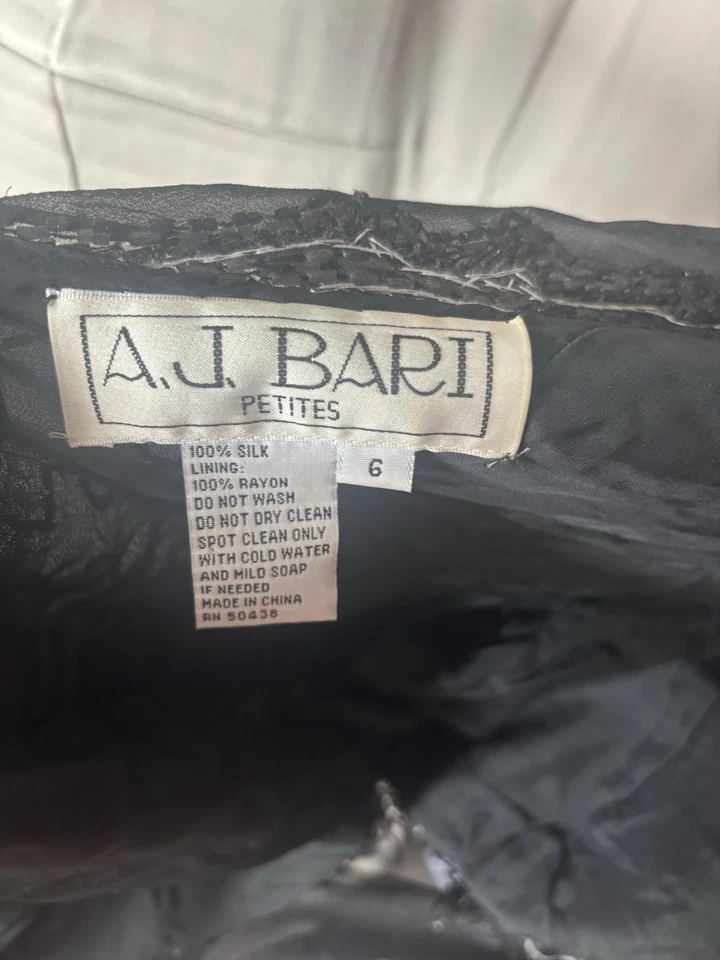 A.J. BARI
PETITES
100% SILK
LINING:
100% RAYON
DO NOT WASH
DO NOT DRY CLEAN
SPOT CLEAN ONLY
WITH COLD WATER
AND MILD SOAP
IF NEEDED
MADE IN CHINA
RN 50438
6